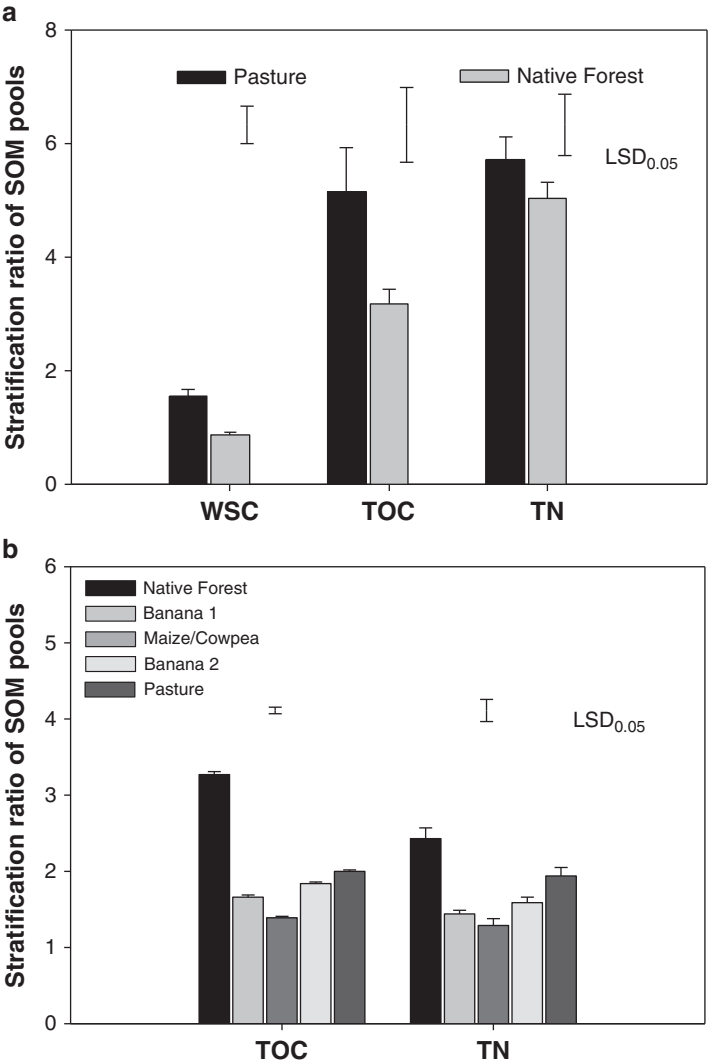 a
Stratification ratio of SOM pools
8
6
4
2
0
Pasture
Native Forest
LSD0.05
WSC
TOC
TN
b
Stratification ratio of SOM pools
6
5
4
3
2
1
0
Native Forest
Banana 1
Maize/Cowpea
Banana 2
Pasture
LSD0.05
TOC
TN